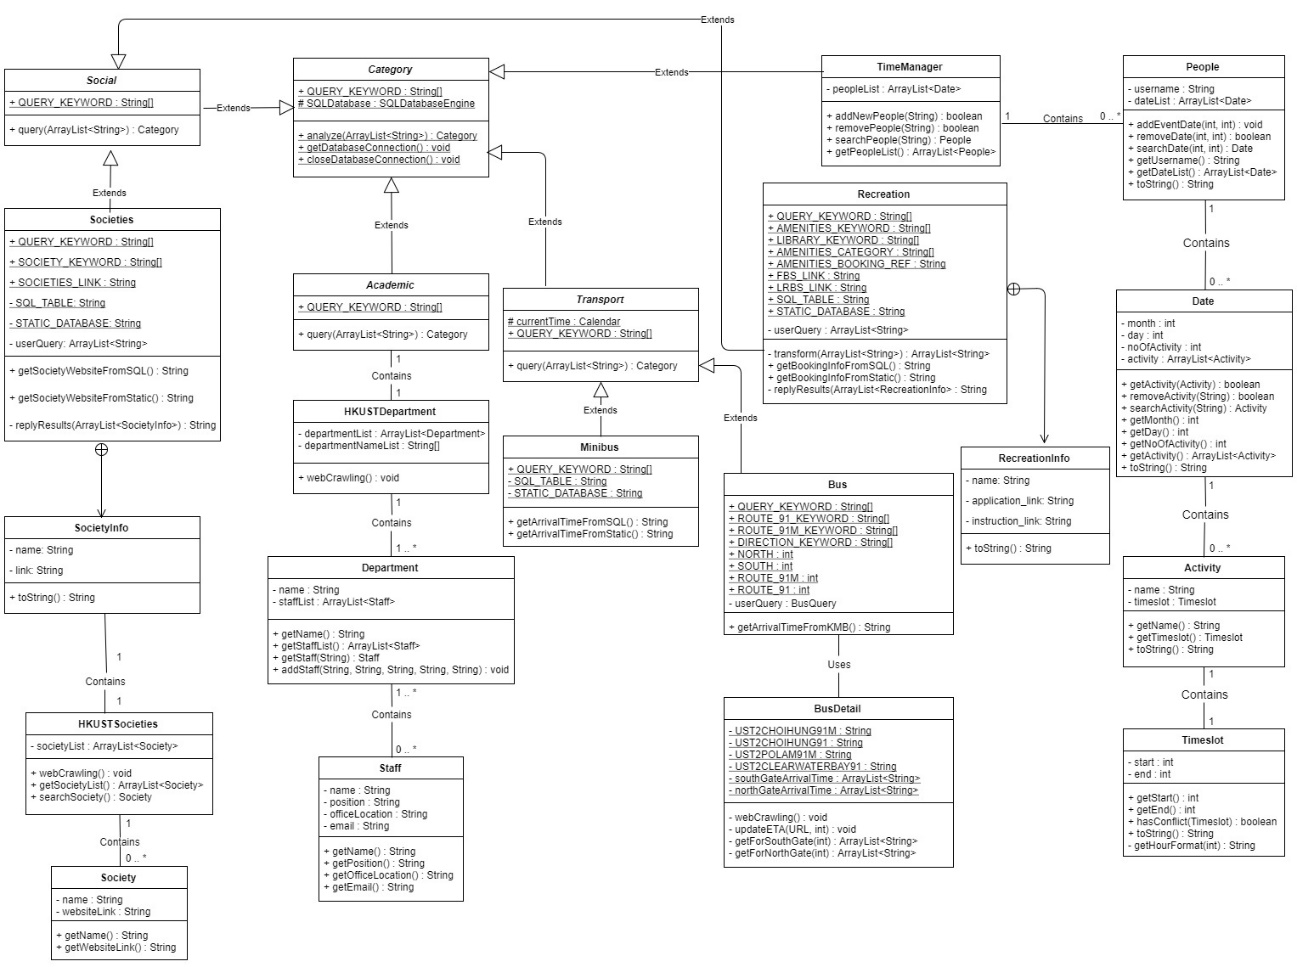 Extends
Social
+ QUERY_KEYWORD : String[]
+ query(ArrayList<String>) : Category
Extends
Category
+ QUERY_KEYWORD : String[]
# SQLDatabase : SQLDatabaseEngine
+ analyze(ArrayList<String>) : Category
+ getDatabaseConnection() : void
+ closeDatabaseConnection() : void
Extends
TimeManager
- peopleList : ArrayList<Date>
+ addNewPeople(String) : boolean
+ removePeople(String) : boolean
+ searchPeople(String) : People
+ getPeopleList() : ArrayList<People>
1
Contains
0 .. *
People
- username : String
- dateList : ArrayList<Date>
+ addEventDate(int, int) : void
+ removeDate(int, int) : boolean
+ searchDate(int, int) : Date
+ getUsername() : String
+ getDateList() : ArrayList<Date>
+ toString() : String
1
Contains
0 .. *
Extends
Societies
+ QUERY_KEYWORD : String[]
+ SOCIETY_KEYWORD : String[]
+ SOCIETIES_LINK : String
- SQL_TABLE: String
- STATIC_DATABASE: String
- userQuery: ArrayList<String>
+ getSocietyWebsiteFromSQL() : String
+ getSocietyWebsiteFromStatic() : String
- replyResults(ArrayList<SocietyInfo>) : String
Extends
Academic
+ QUERY_KEYWORD : String[]
+ query(ArrayList<String>) : Category
1
Contains
1
Extends
Transport
# currentTime : Calendar
+ QUERY_KEYWORD : String[]
+ query(ArrayList<String>) : Category
Extends
Extends
Recreation
+ QUERY_KEYWORD : String[]
+ AMENITIES_KEYWORD : String[]
+ LIBRARY_KEYWORD : String[]
+ AMENITIES_CATEGORY : String[]
+ AMENITIES_BOOKING_REF : String
+ FBS_LINK : String
+ LRBS_LINK : String
+ SQL_TABLE : String
+ STATIC_DATABASE : String
- userQuery : ArrayList<String>
- transform(ArrayList<String>) : ArrayList<String>
+ getBookingInfoFromSQL() : String
+ getBookingInfoFromStatic() : String
- replyResults(ArrayList<RecreationInfo> : String
Date
- month : int
- day : int
- noOfActivity : int
- activity : ArrayList<Activity>
+ getActivity(Activity) : boolean
+ removeActivity(String) : boolean
+ searchActivity(String) : Activity
+ getMonth() : int
+ getDay() : int
+ getNoOfActivity() : int
+ getActivity() : ArrayList<Activity>
+ toString() : String
1
Contains
0 .. *
HKUSTDepartment
- departmentList : ArrayList<Department>
- departmentNameList : String[]
+ webCrawling() : void
1
Contains
1 .. *
Minibus
+ QUERY_KEYWORD : String[]
- SQL_TABLE : String
- STATIC_DATABASE : String
+ getArrivalTimeFromSQL() : String
+ getArrivalTimeFromStatic() : String
Bus
+ QUERY_KEYWORD : String[]
+ ROUTE_91_KEYWORD : String[]
+ ROUTE_91M_KEYWORD : String[]
+ DIRECTION_KEYWORD : String[]
+ NORTH : int
+ SOUTH : int
+ ROUTE_91M : int
+ ROUTE_91 : int
- userQuery : BusQuery
+ getArrivalTimeFromKMB() : String
Uses
RecreationInfo
- name: String
- application_link: String
- instruction_link: String
+ toString() : String
SocietyInfo
- name: String
- link: String
+ toString() : String
1
Contains
1
Department
- name : String
- staffList : ArrayList<Staff>
+ getName() : String
+ getStaffList() : ArrayList<Staff>
+ getStaff(String) : Staff
+ addStaff(String, String, String, String, String) : void
1 .. *
Contains
0 .. *
Activity
- name : String
- timeslot : Timeslot
+ getName() : String
+ getTimeslot() : Timeslot
+ toString() : String
1
Contains
1
HKUSTSocieties
- societyList : ArrayList<Society>
+ webCrawling() : void
+ getSocietyList() : ArrayList<Society>
+ searchSociety() : Society
1
Contains
0 .. *
Staff
- name : String
- position : String
- officeLocation : String
- email : String
+ getName() : String
+ getPosition() : String
+ getOfficeLocation() : String
+ getEmail() : String
BusDetail
- UST2CHOIHUNG91M : String
- UST2CHOIHUNG91 : String
- UST2POLAM91M : String
- UST2CLEARWATERBAY91 : String
- southGateArrivalTime : ArrayList<String>
- northGateArrivalTime : ArrayList<String>
- webCrawling() : void
- updateETA(URL, int) : void
- getForSouthGate(int) : ArrayList<String>
- getForNorthGate(int) : ArrayList<String>
Timeslot
- start : int
- end : int
+ getStart() : int
+ getEnd() : int
+ hasConflict(Timeslot) : boolean
+ toString() : String
- getHourFormat(int) : String
Society
- name : String
- websiteLink : String
+ getName() : String
+ getWebsiteLink() : String